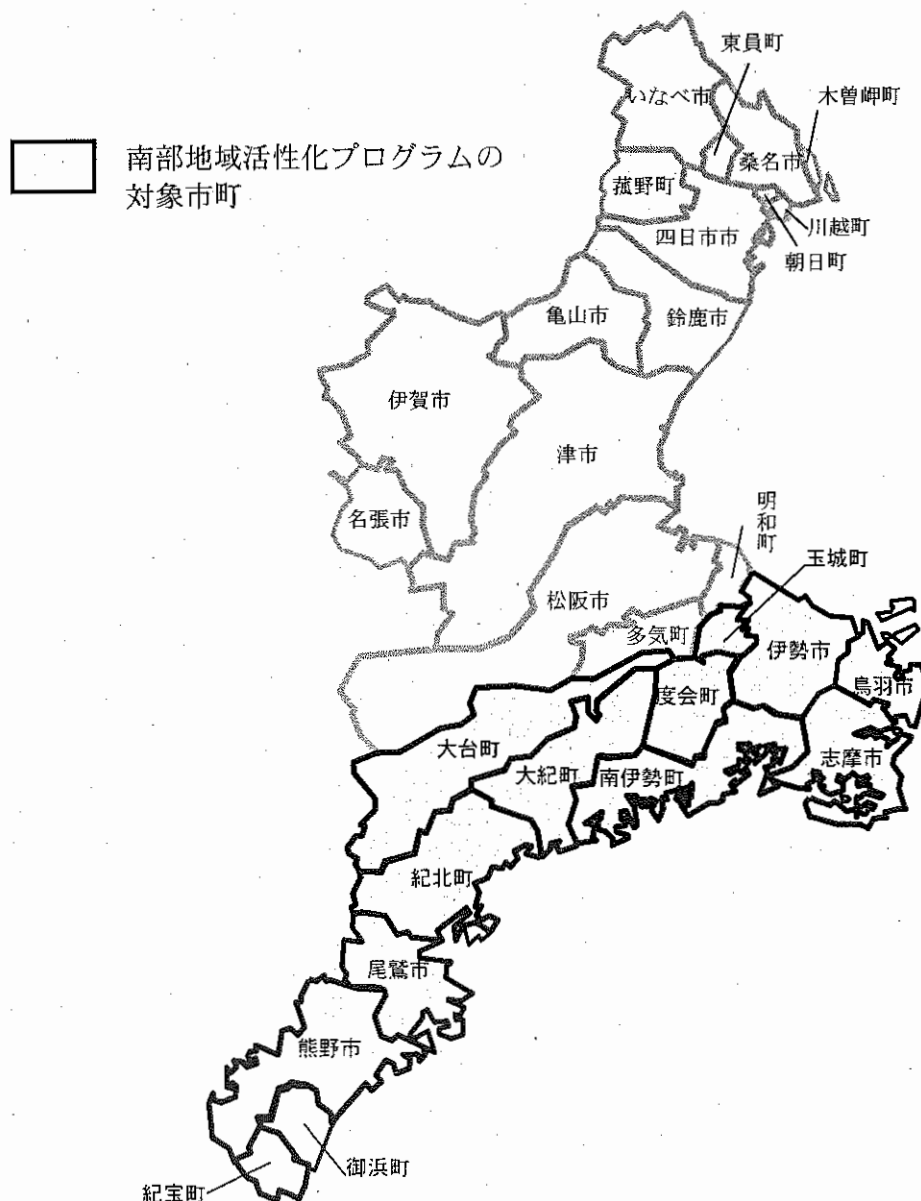 東員町
いなべ市
木曽岬町
南部地域活性化プログラムの
対象市町
桑名市
菰野町
川越町
四日市市
朝日町
亀山市
鈴鹿市
伊賀市
津市
明和町
名張市
玉城町
松阪市
多気町
伊勢市
鳥羽市
度会町
大台町
志摩市
大紀町
南伊勢町
紀北町
尾鷲市
熊野市
御浜町
紀宝町